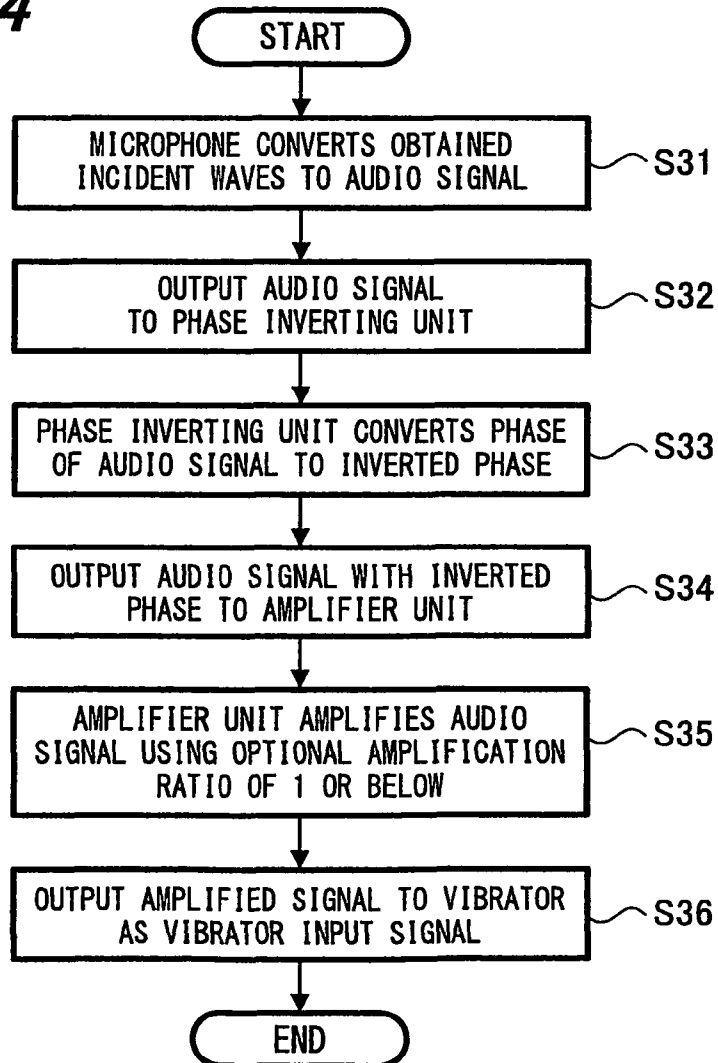 4
START
MICROPHONE CONVERTS OBTAINED
INCIDENT WAVES TO AUDIO SIGNAL
S31
OUTPUT AUDIO SIGNAL
TO PHASE INVERTING UNIT
S32
PHASE INVERTING UNIT CONVERTS PHASE
OF AUDIO SIGNAL TO INVERTED PHASE
S33
OUTPUT AUDIO SIGNAL WITH INVERTED
PHASE TO AMPLIFIER UNIT
S34
AMPLIFIER UNIT AMPLIFIES AUDIO
SIGNAL USING OPTIONAL AMPLIFICATION
RATIO OF 1 OR BELOW
S35
OUTPUT AMPLIFIED SIGNAL TO VIBRATOR
AS VIBRATOR INPUT SIGNAL
S36
END